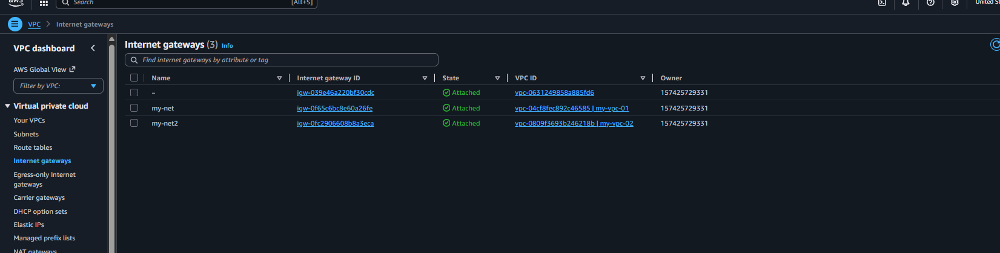 aws
Search
[Alt+S]
United St
VPC
Internet gateways
VPC dashboard
AWS Global View
Filter by VPC:
Virtual private cloud
Your VPCs
Subnets
Route tables
Internet gateways
Egress-only Internet
gateways
Carrier gateways
DHCP option sets
Elastic IPs
Managed prefix lists
NAT gateways
Internet gateways (3) Info
Find internet gateways by attribute or tag
Name Internet gateway ID State VPC ID Owner
– igw-039e46a220bf30cdc Attached vpc-0631249858a885fd6 157425729331
my-net igw-0f65c6bc8e60a26fe Attached vpc-04cf8fec892c46585 | my-vpc-01 157425729331
my-net2 igw-0fc2906608b8a3eca Attached vpc-0809f3693b246218b | my-vpc-02 157425729331